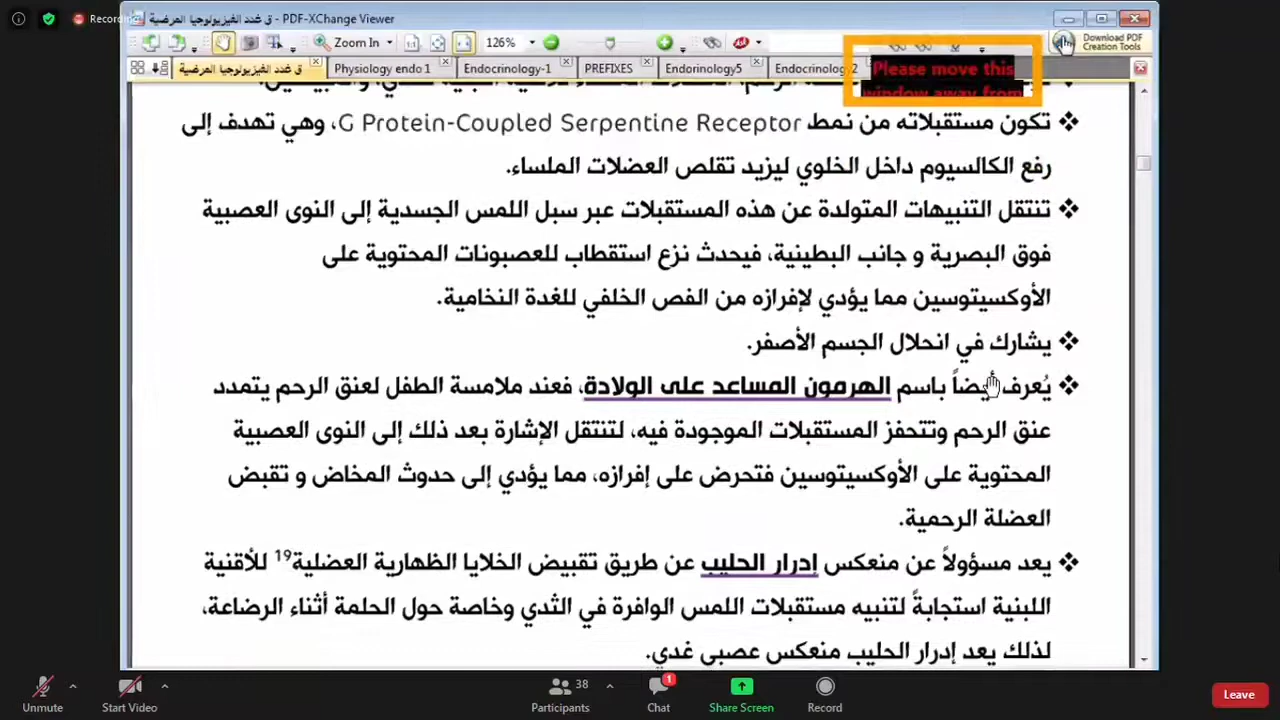 Recording
ق غدد الفيزيولوجيا المرضية - PDF-XChange Viewer
Zoom In
126%
Download PDF
Creation Tools
ق غدد الفيزيولوجيا المرضية
Physiology endo 1
Endocrinology-1
PREFIXES
Endorinology5
Endocrinology2
Please move this
window away from
تكون مستقبلاته من نمط G Protein-Coupled Serpentine Receptor، وهي تهدف إلى
رفع الكالسيوم داخل الخلوي ليزيد تقلص العضلات الملساء.
تنتقل التنبيهات المتولدة عن هذه المستقبلات عبر سبل اللمس الجسدية إلى النوى العصبية
فوق البصرية و جانب البطينية، فيحدث نزع استقطاب للعصبونات المحتوية على
الأوكسيتوسين مما يؤدي لإفرازه من الفص الخلفي للغدة النخامية.
يشارك في انحلال الجسم الأصفر.
يُعرف أيضاً باسم الهرمون المساعد على الولادة، فعند ملامسة الطفل لعنق الرحم يتمدد
عنق الرحم وتتحفز المستقبلات الموجودة فيه، لتنتقل الإشارة بعد ذلك إلى النوى العصبية
المحتوية على الأوكسيتوسين فتحرض على إفرازه، مما يؤدي إلى حدوث المخاض و تقبض
العضلة الرحمية.
يعد مسؤولاً عن منعكس إدرار الحليب عن طريق تقبيض الخلايا الظهارية العضلية19 للأقنية
اللبنية استجابةً لتنبيه مستقبلات اللمس الوافرة في الثدي وخاصة حول الحلمة أثناء الرضاعة،
لذلك يعد إدرار الحليب منعكس عصبي غدي.
Unmute
Start Video
38
Participants
1
Chat
Share Screen
Record
Leave